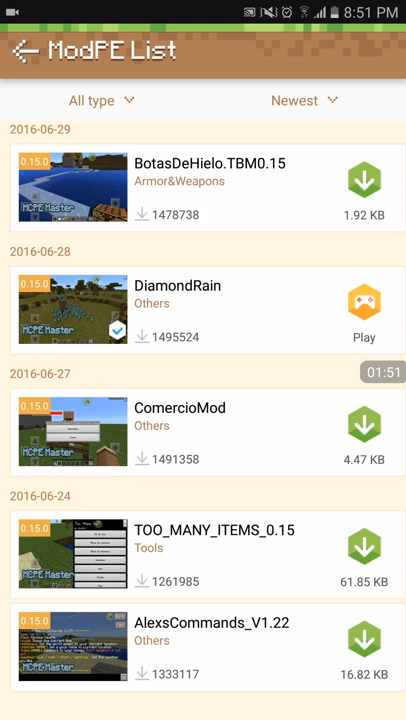 8:51 PM
ModPE List
All type
Newest
2016-06-29
0.15.0
MCPE Master
BotasDeHielo.TBM0.15
Armor&Weapons
1478738
1.92 KB
2016-06-28
0.15.0
MCPE Master
DiamondRain
Others
1495524
Play
2016-06-27
01:51
0.15.0
MCPE Master
ComercioMod
Others
1491358
4.47 KB
2016-06-24
0.15.0
MCPE Master
TOO_MANY_ITEMS_0.15
Tools
1261985
61.85 KB
0.15.0
MCPE Master
AlexsCommands_V1.22
Others
1333117
16.82 KB